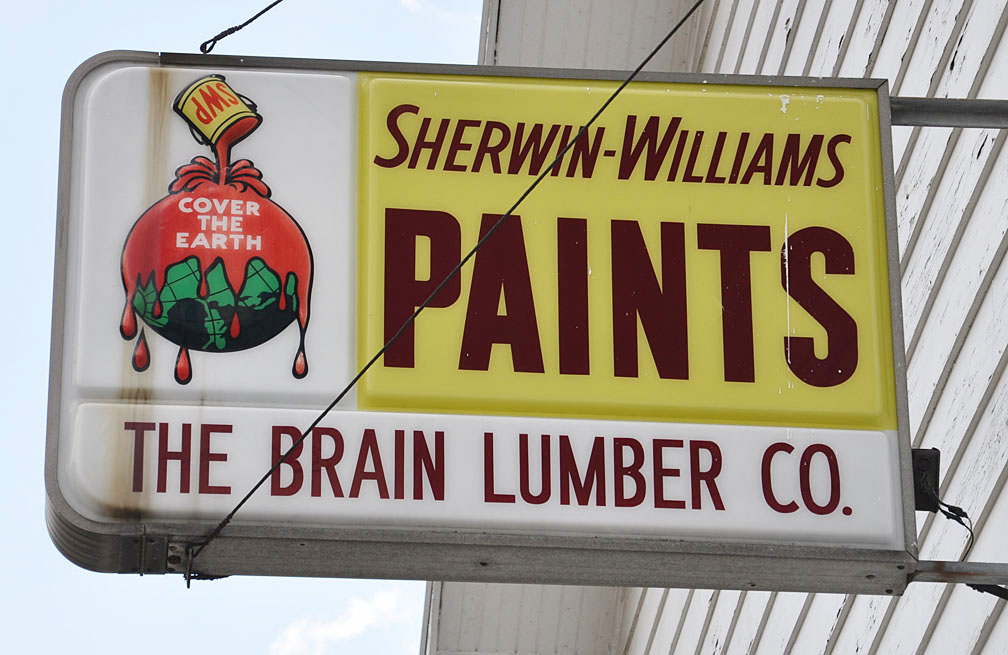 SWP
COVER
THE
EARTH
SHERWIN-WILLIAMS
PAINTS
THE BRAIN LUMBER CO.